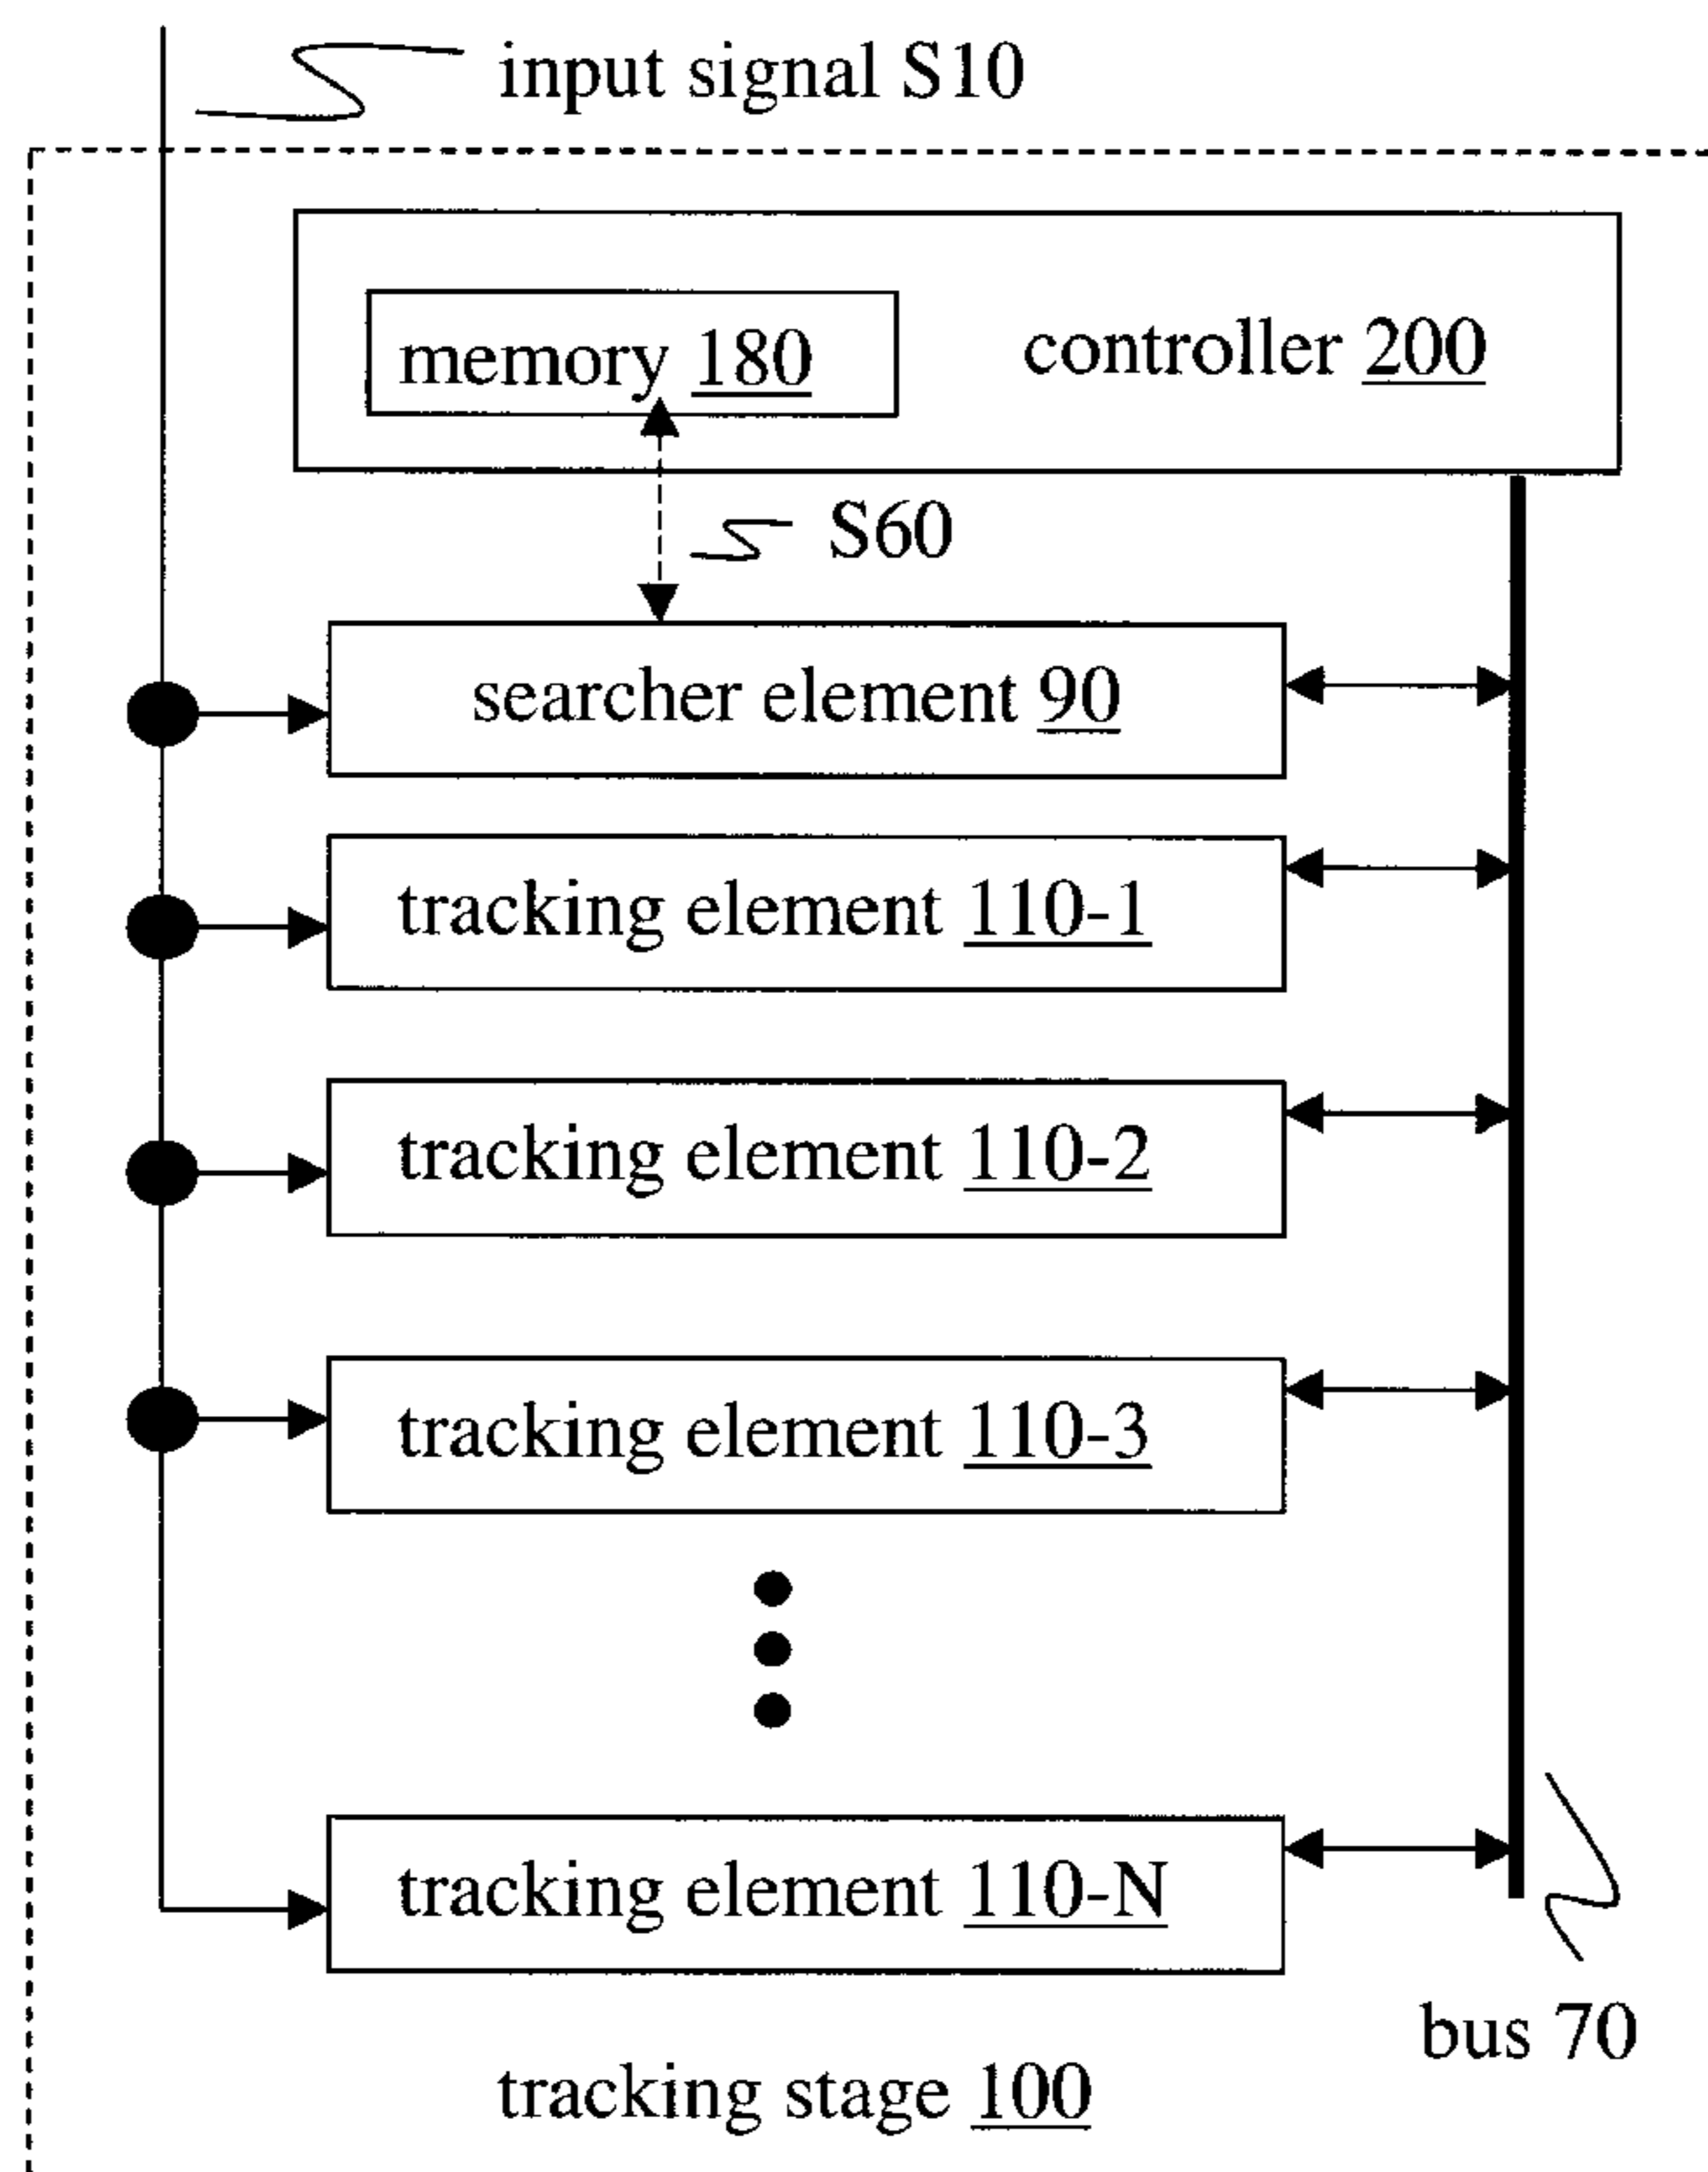 input signal S10
memory 180
controller 200
S60
searcher element 90
tracking element 110-1
tracking element 110-2
tracking element 110-3
tracking element 110-N
bus 70
tracking stage 100